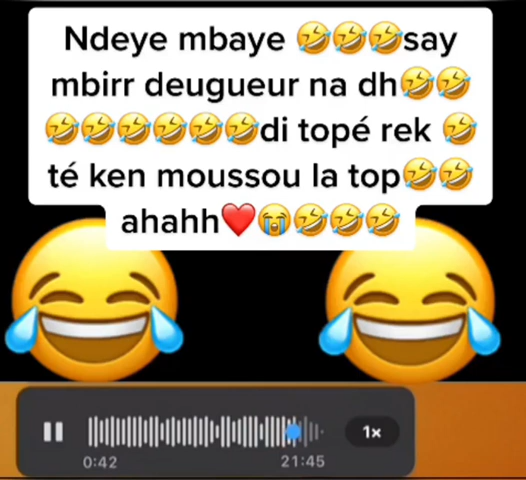 Ndeye mbaye 🤣🤣🤣say
mbirr deugueur na dh🤣🤣
🤣🤣🤣🤣🤣🤣di topé rek 🤣
té ken moussou la top🤣🤣
ahahh❤️😭🤣🤣🤣
1x
0:42 21:45